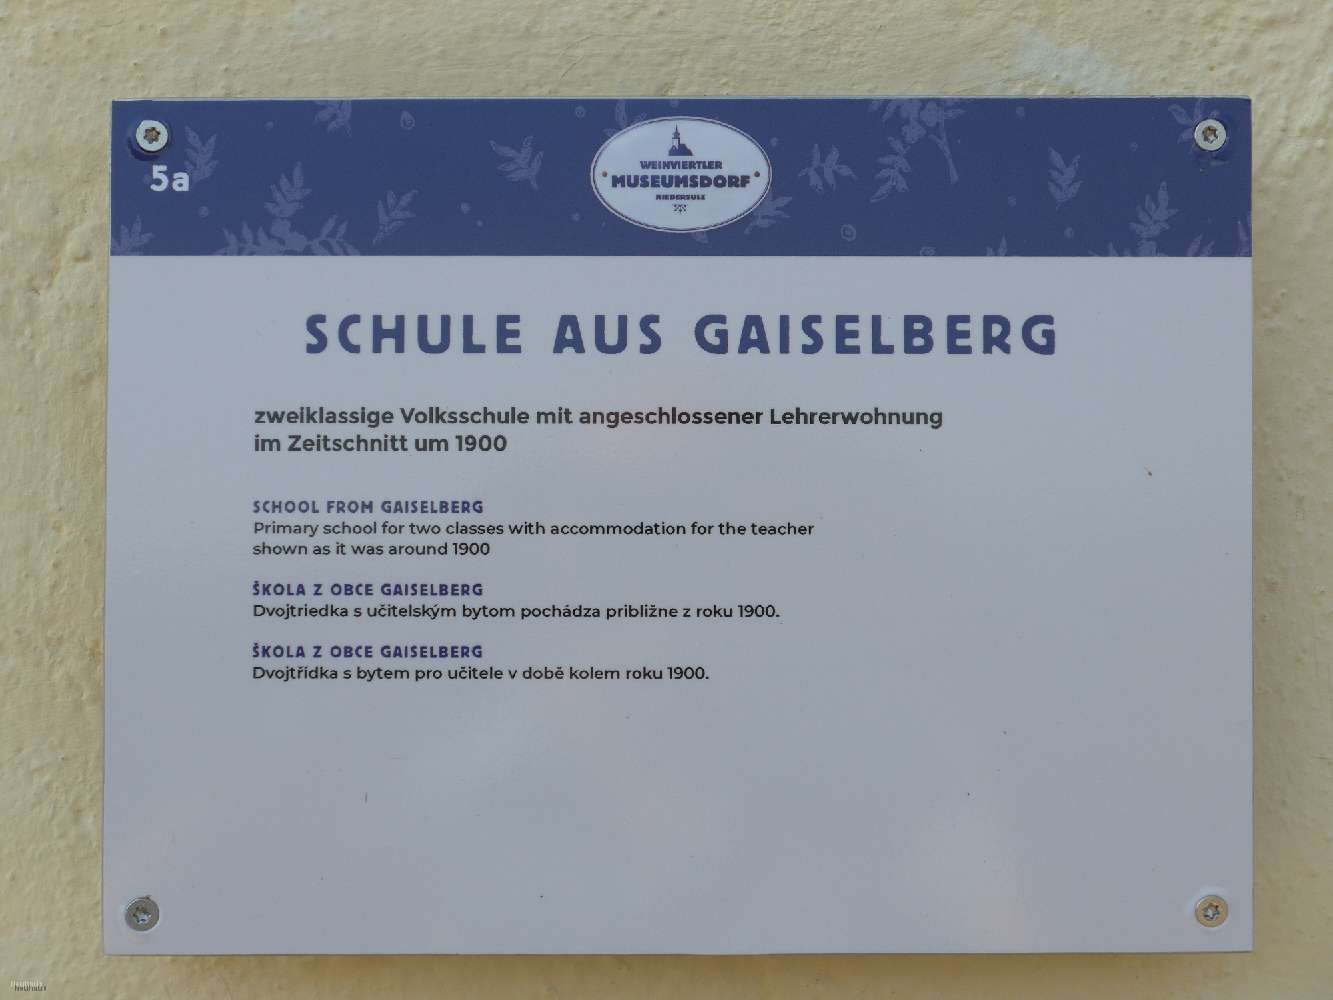 5a
WEINVIERTLER
MUSEUMSDORF
NIEDERSULZ
SCHULE AUS GAISELBERG
zweiklassige Volksschule mit angeschlossener Lehrerwohnung
im Zeitschnitt um 1900
SCHOOL FROM GAISELBERG
Primary school for two classes with accommodation for the teacher
shown as it was around 1900
ŠKOLA Z OBCE GAISELBERG
Dvojtriedka s učitelským bytom pochádza približne z roku 1900.
ŠKOLA Z OBCE GAISELBERG
Dvojtřídka s bytem pro učitele v době kolem roku 1900.